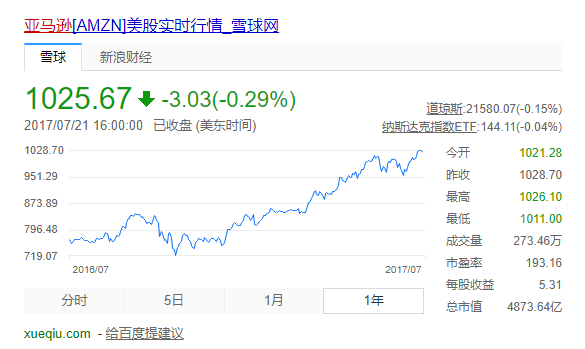 亚马逊[AMZN]美股实时行情_雪球网
雪球 新浪财经
1025.67 -3.03(-0.29%)
2017/07/21 16:00:00 已收盘 (美东时间)
道琼斯:21580.07(-0.15%)
纳斯达克指数ETF:144.11(-0.04%)
1028.70
951.29
873.89
796.48
719.07
2016/07 2017/07
今开 1021.28
昨收 1028.70
最高 1026.10
最低 1011.00
成交量 273.46万
市盈率 193.16
每股收益 5.31
总市值 4873.64亿
分时 5日 1月 1年
xueqiu.com - 给百度提建议